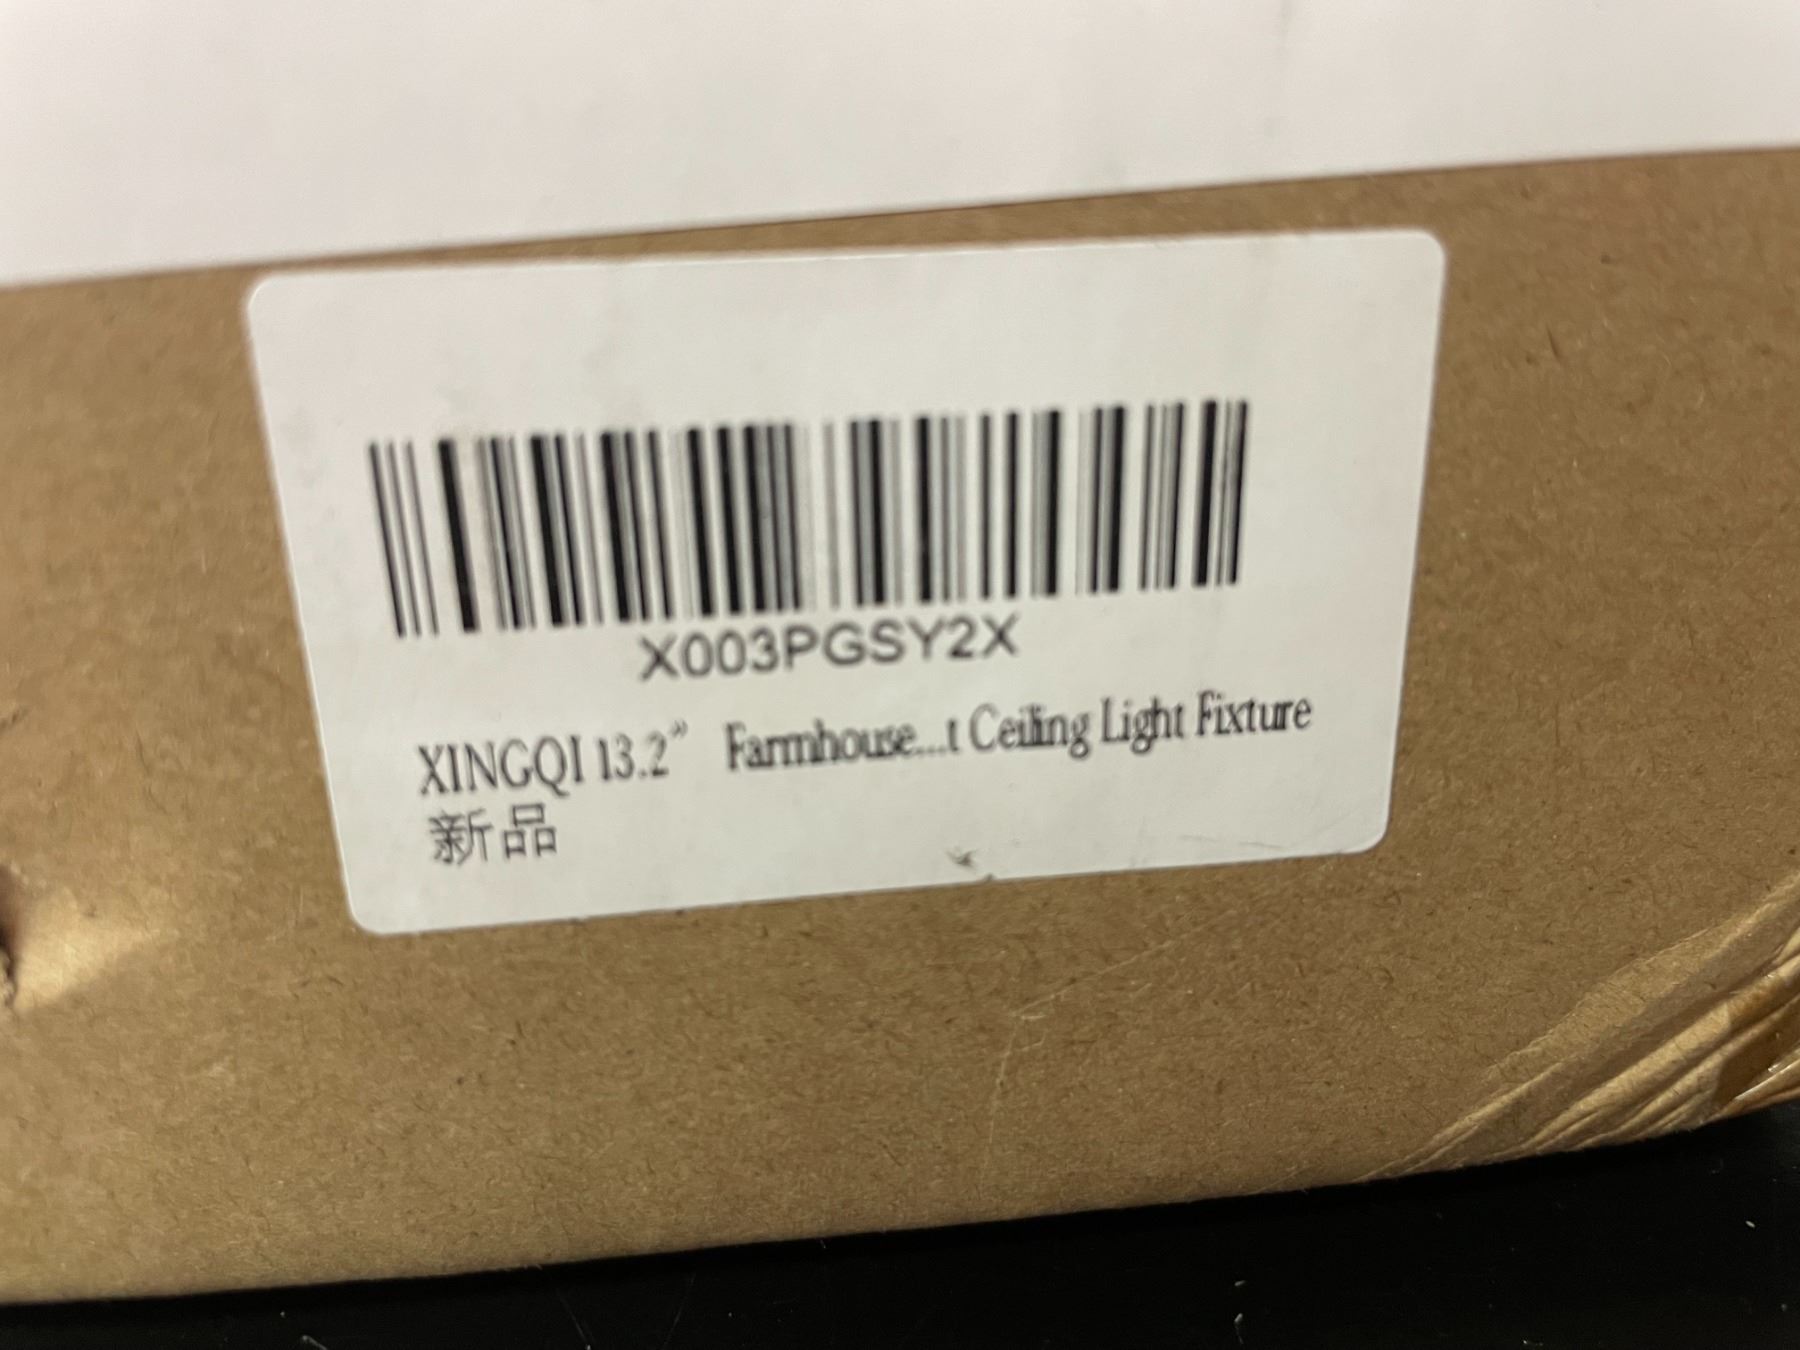 X003PGSY2X
XINGQI 13.2” Farmhouse...t Ceiling Light Fixture
新品